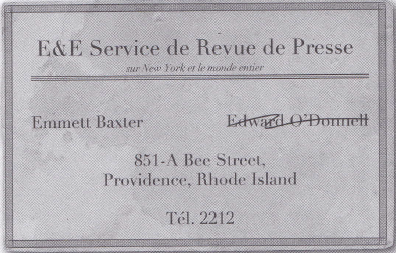 E&E Service de Revue de Presse
sur New York et le monde entier
Emmett Baxter Edward O'Donnell
851-A Bee Street,
Providence, Rhode Island
Tél. 2212